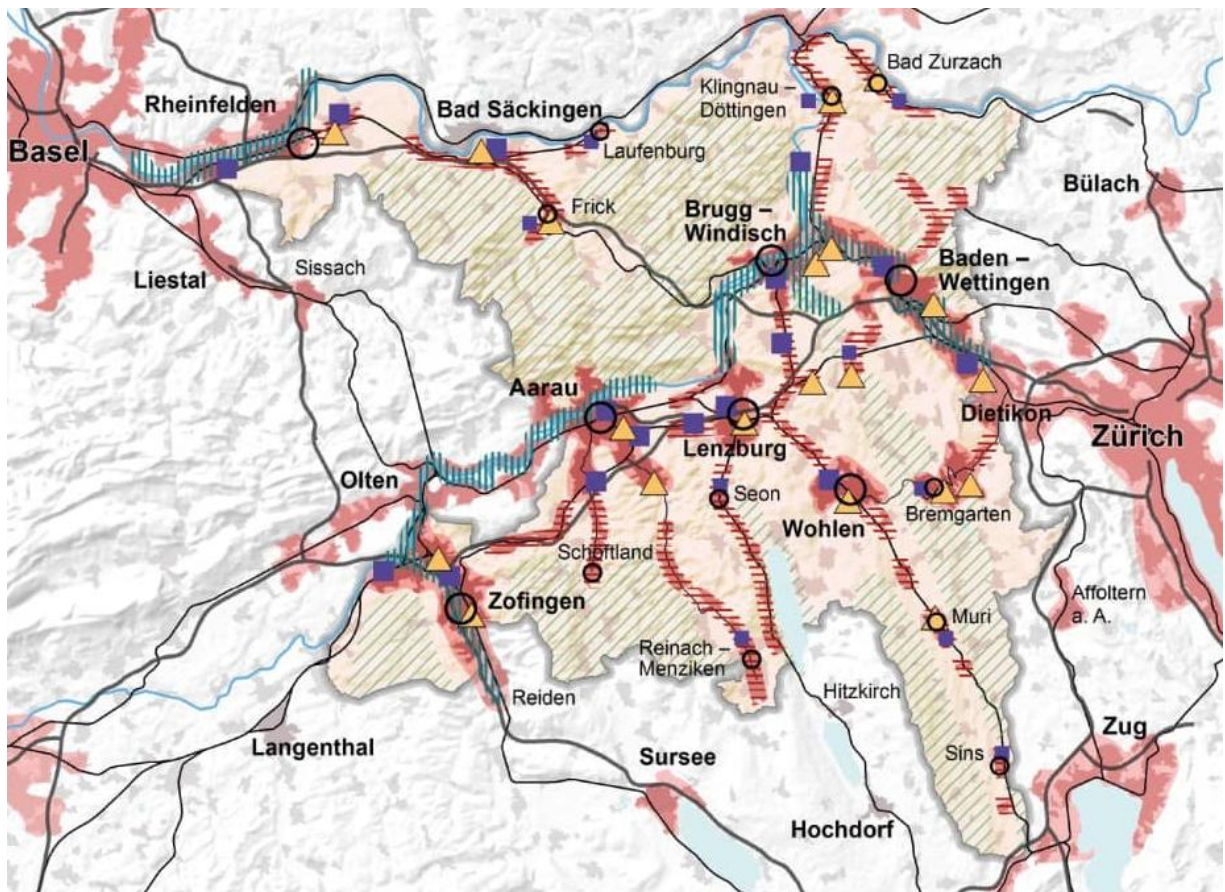 Bad Zurzach
Klingnau –
Döttingen
Rheinfelden
Bad Säckingen
Basel
Laufenburg
Bülach
Frick
Brugg –
Windisch
Baden –
Wettingen
Liestal
Sissach
Aarau
Dietikon
Zürich
Lenzburg
Olten
Seon
Wohlen
Bremgarten
Schöftland
Zofingen
Affoltern
a. A.
Muri
Reinach –
Menziken
Reiden
Hitzkirch
Langenthal
Sursee
Zug
Sins
Hochdorf